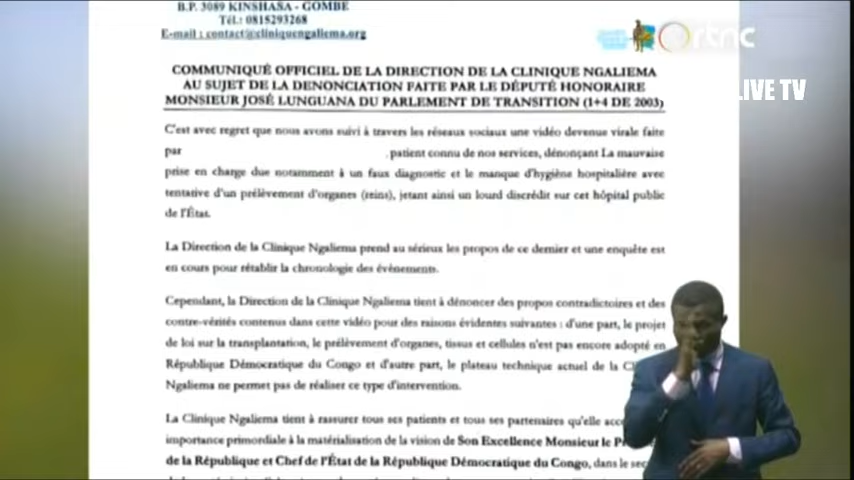 B.P. 3089 KINSHASA - GOMBE
Tél.: 0815293268
E-mail : contact@cliniquengaliema.org
rtnc
LIVE TV
COMMUNIQUÉ OFFICIEL DE LA DIRECTION DE LA CLINIQUE NGALIEMA
AU SUJET DE LA DENONCIATION FAITE PAR LE DÉPUTÉ HONORAIRE
MONSIEUR JOSÉ LUNGUANA DU PARLEMENT DE TRANSITION (1+4 DE 2003)
C'est avec regret que nous avons suivi à travers les réseaux sociaux une vidéo devenue virale faite
par , patient connu de nos services, dénonçant La mauvaise
prise en charge due notamment à un faux diagnostic et le manque d'hygiène hospitalière avec
tentative d'un prélèvement d'organes (reins), jetant ainsi un lourd discrédit sur cet hôpital public
de l'État.
La Direction de la Clinique Ngaliema prend au sérieux les propos de ce dernier et une enquête est
en cours pour rétablir la chronologie des évènements.
Cependant, la Direction de la Clinique Ngaliema tient à dénoncer des propos contradictoires et des
contre-vérités contenus dans cette vidéo pour des raisons évidentes suivantes : d'une part, le projet
de loi sur la transplantation, le prélèvement d'organes, tissus et cellules n'est pas encore adopté en
République Démocratique du Congo et d'autre part, le plateau technique actuel de la
Ngaliema ne permet pas de réaliser ce type d'intervention.
La Clinique Ngaliema tient à rassurer tous ses patients et tous ses partenaires qu'elle
importance primordiale à la matérialisation de la vision de Son Excellence Monsieur le
de la République et Chef de l'État de la République Démocratique du Congo, dans le